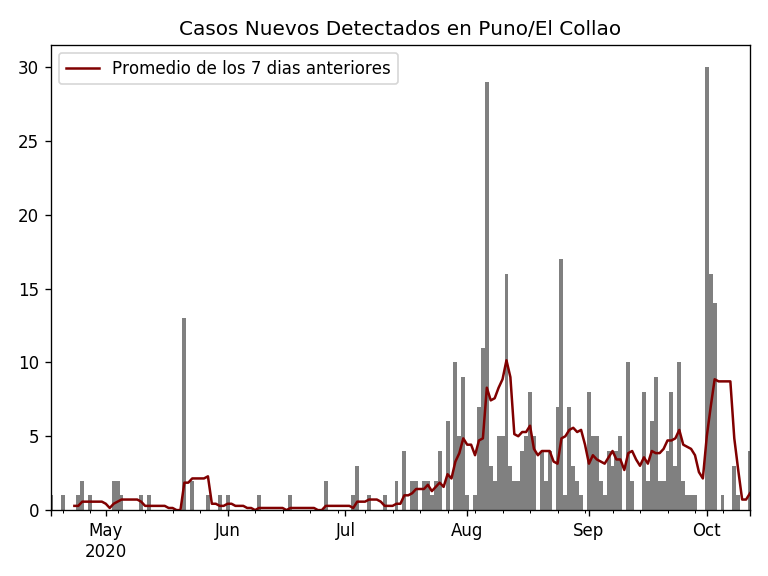 Casos Nuevos Detectados en Puno/El Collao
Promedio de los 7 dias anteriores
30
25
20
15
10
5
0
May Jun Jul Aug Sep Oct
2020